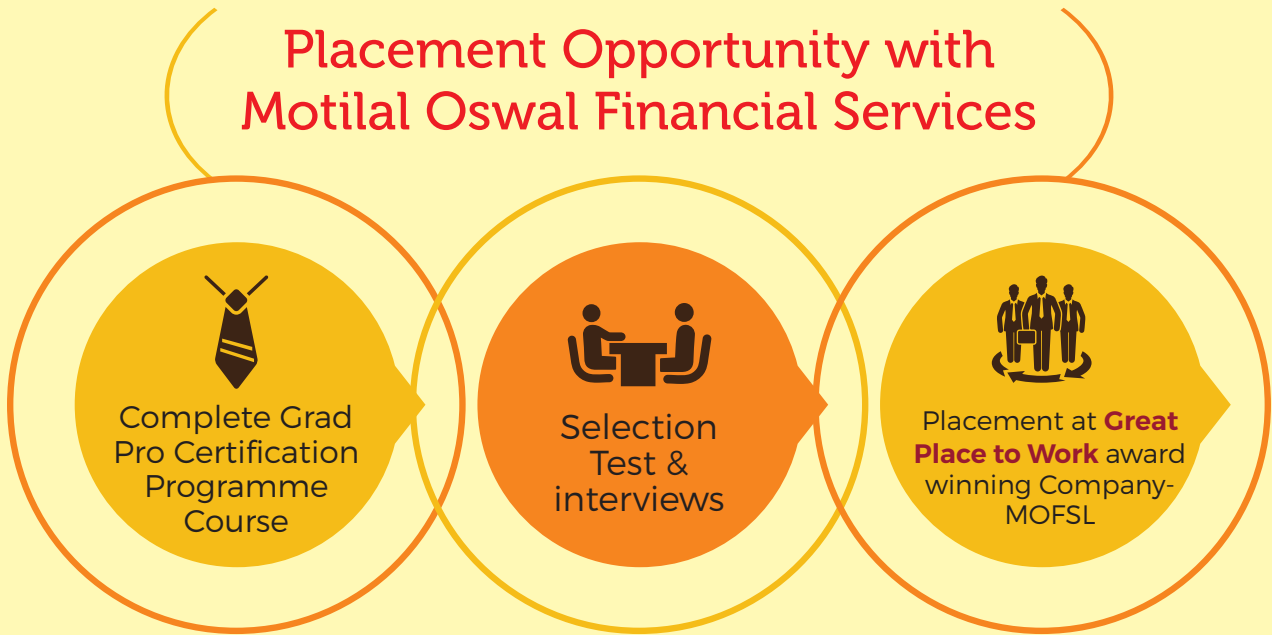 Placement Opportunity with
Motilal Oswal Financial Services
Complete Grad
Pro Certification
Programme
Course
Selection
Test &
interviews
Placement at Great
Place to Work award
winning Company-
MOFSL